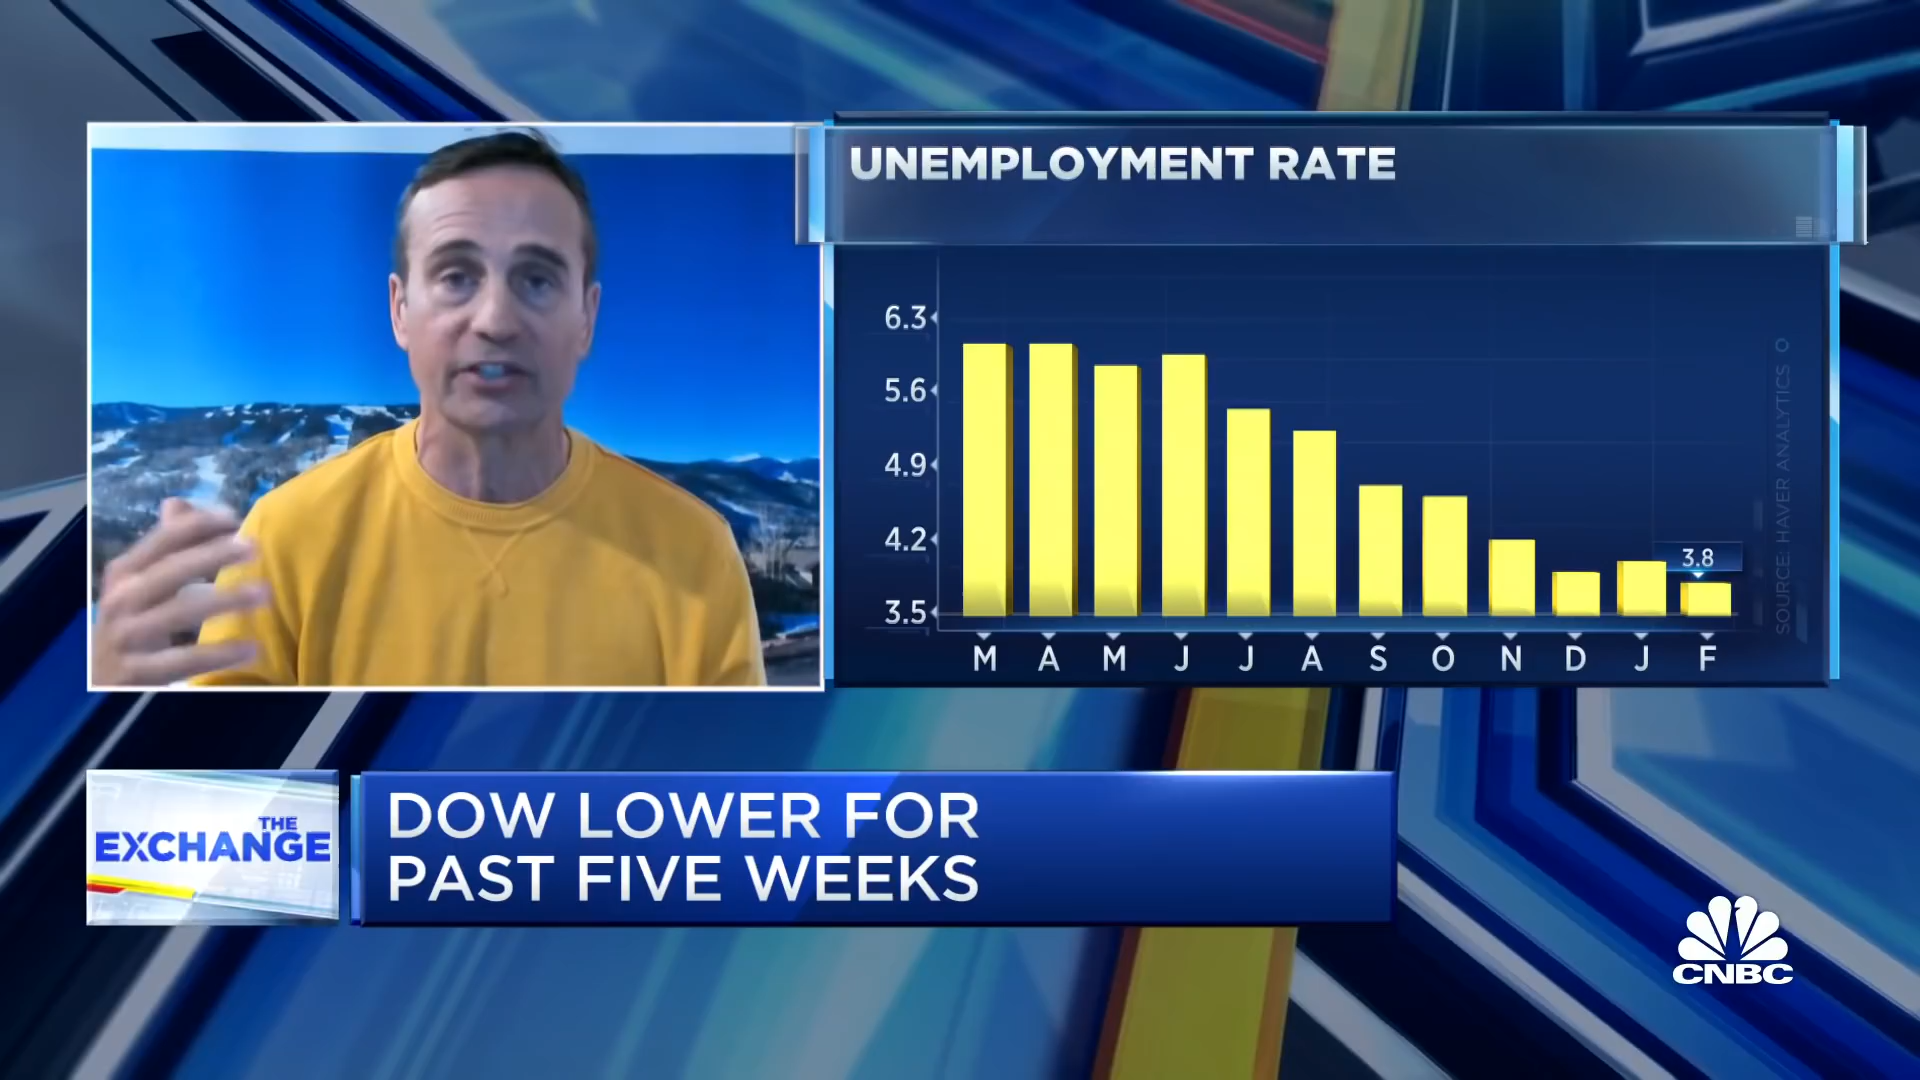 UNEMPLOYMENT RATE
6.3
5.6
4.9
4.2
3.5
3.8
M A M J J A S O N D J F
SOURCE: HAVER ANALYTICS
THE
EXCHANGE
DOW LOWER FOR
PAST FIVE WEEKS
CNBC